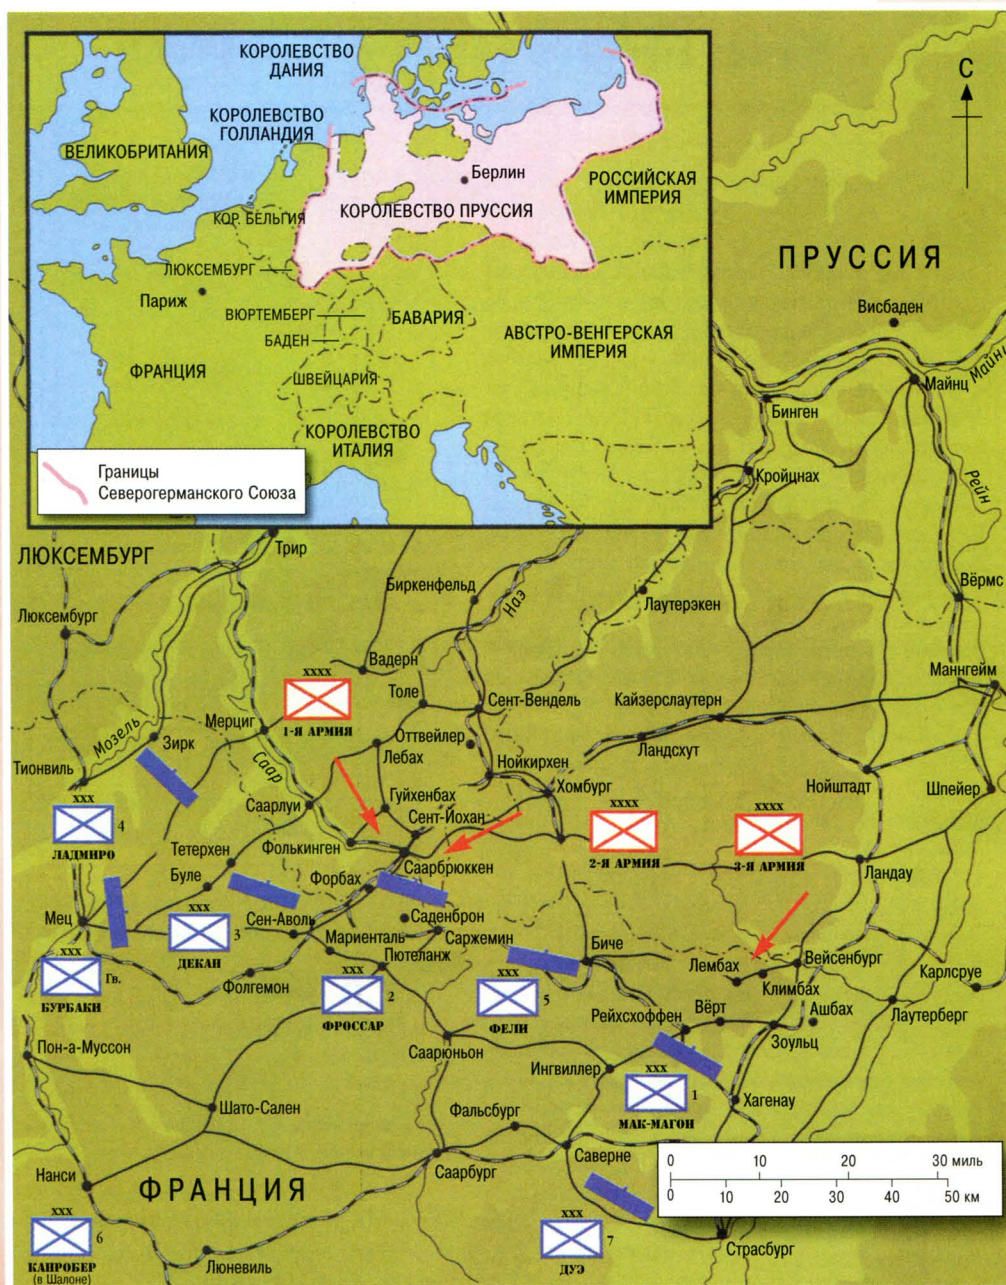 КОРОЛЕВСТВО
ДАНИЯ
КОРОЛЕВСТВО
ГОЛЛАНДИЯ
ВЕЛИКОБРИТАНИЯ
Берлин
РОССИЙСКАЯ
ИМПЕРИЯ
КОР. БЕЛЬГИЯ
КОРОЛЕВСТВО ПРУССИЯ
ЛЮКСЕМБУРГ
Париж
ВЮРТЕМБЕРГ
БАВАРИЯ
БАДЕН
АВСТРО-ВЕНГЕРСКАЯ
ИМПЕРИЯ
ФРАНЦИЯ
ШВЕЙЦАРИЯ
КОРОЛЕВСТВО
ИТАЛИЯ
Границы
Северогерманского Союза
С
ПРУССИЯ
Висбаден
Майнц
Майнц
Бинген
Кройцнах
Рейн
ЛЮКСЕМБУРГ
Трир
Биркенфельд
Наэ
Лаутерэкен
Вёрмс
Люксембург
Вадерн
Маннгейм
XXXX
1-Я АРМИЯ
Толе
Сент-Вендель
Кайзерслаутерн
Мозель
Зирк
Мерциг
Оттвейлер
Ландсхут
Саар
Лебах
Тионвиль
Нойкирхен
Хомбург
Нойштадт
Шпейер
Саарлуи
Гуйхенбах
XXX
4
ЛАДМИРО
Сент-Йохан
XXXX
2-Я АРМИЯ
XXXX
3-Я АРМИЯ
Тетерхен
Фолькинген
Саарбрюккен
Ландау
Буле
Форбах
Мец
XXX
3
ДЕКАН
Сен-Аволь
Саденброн
Мариенталь
Саржемин
Биче
Вейсенбург
XXX
Гв.
БУРБАКИ
Пютеланж
Лембах
Климбах
Карлсруе
Фолгемон
XXX
2
ФРОССАР
XXX
5
ФЕЛИ
Рейхсхоффен
Вёрт
Ашбах
Лаутерберг
Зоульц
Пон-а-Муссон
Саарюньон
Ингвиллер
XXX
1
МАК-МАГОН
Хагенау
Шато-Сален
Фальсбург
Саверне
0 10 20 30 миль
0 10 20 30 40 50 км
Нанси
ФРАНЦИЯ
Саарбург
XXX
6
КАНРОБЕР
(в Шалоне)
Люневиль
XXX
7
ДУЭ
Страсбург